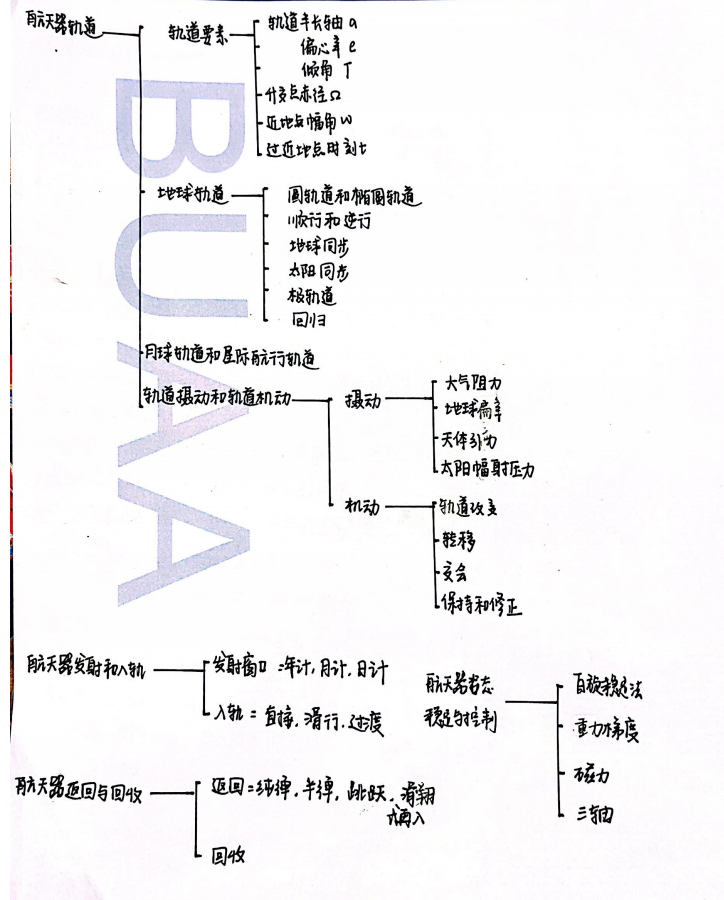 航天器轨道
轨道要素
轨道半长轴 a
偏心率 e
倾角 I
升交点赤径 Ω
近地点幅角 w
过近地点时刻 t
地球轨道
圆轨道和椭圆轨道
顺行和逆行
地球同步
太阳同步
极轨道
回归
月球轨道和星际航行轨道
轨道摄动和轨道机动
摄动
大气阻力
地球扁率
天体引力
太阳幅射压力
机动
轨道改变
转移
交会
保持和修正
BUAA
航天器发射和入轨
发射窗口:年计,月计,日计
入轨:直接,滑行,过度
航天器姿态
稳定与控制
自旋稳定法
重力梯度
磁力
三轴
航天器返回与回收
返回:纯弹,半弹,跳跃,滑翔
式再入
回收